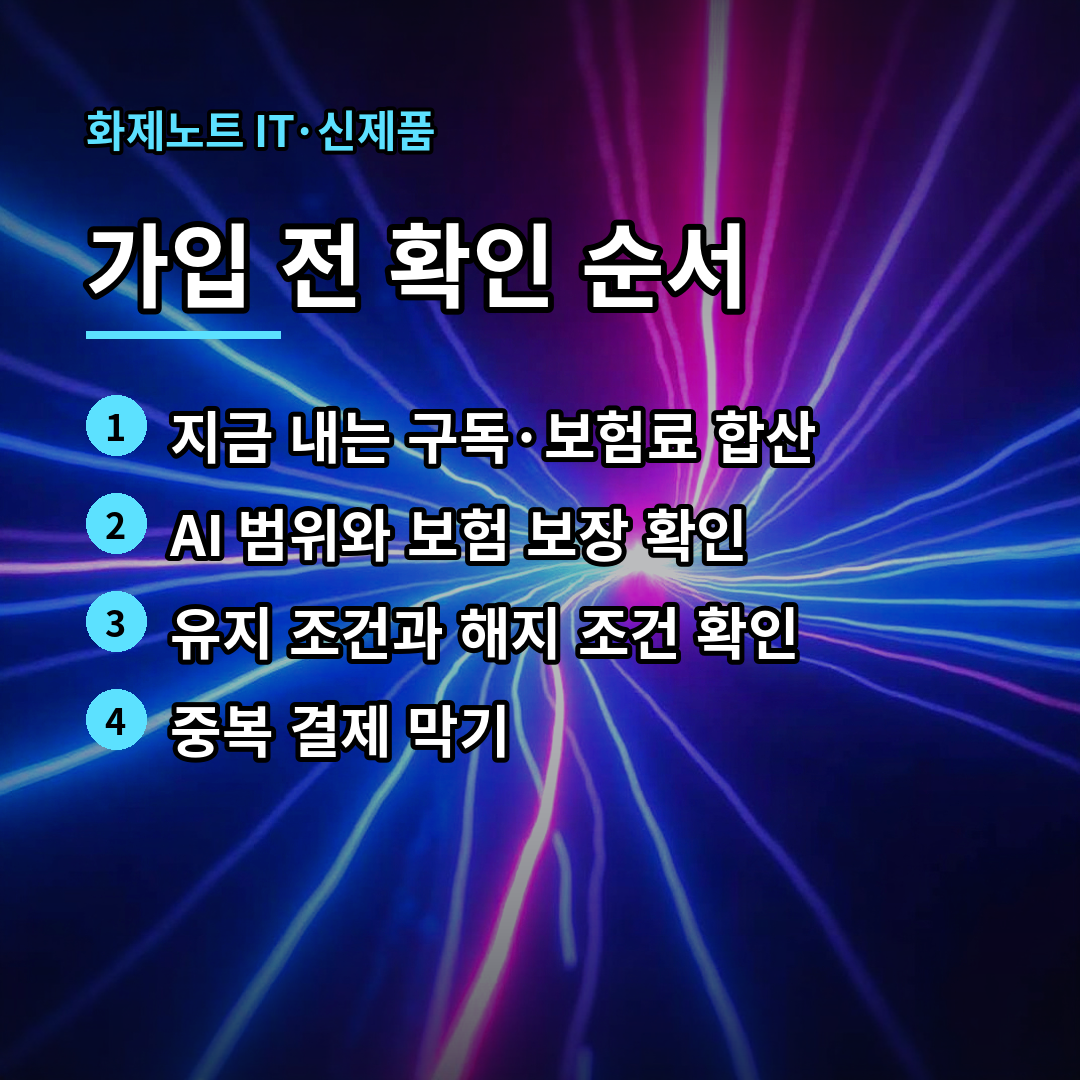 화제노트 IT·신제품
가입 전 확인 순서
1 지금 내는 구독·보험료 합산
2 AI 범위와 보험 보장 확인
3 유지 조건과 해지 조건 확인
4 중복 결제 막기